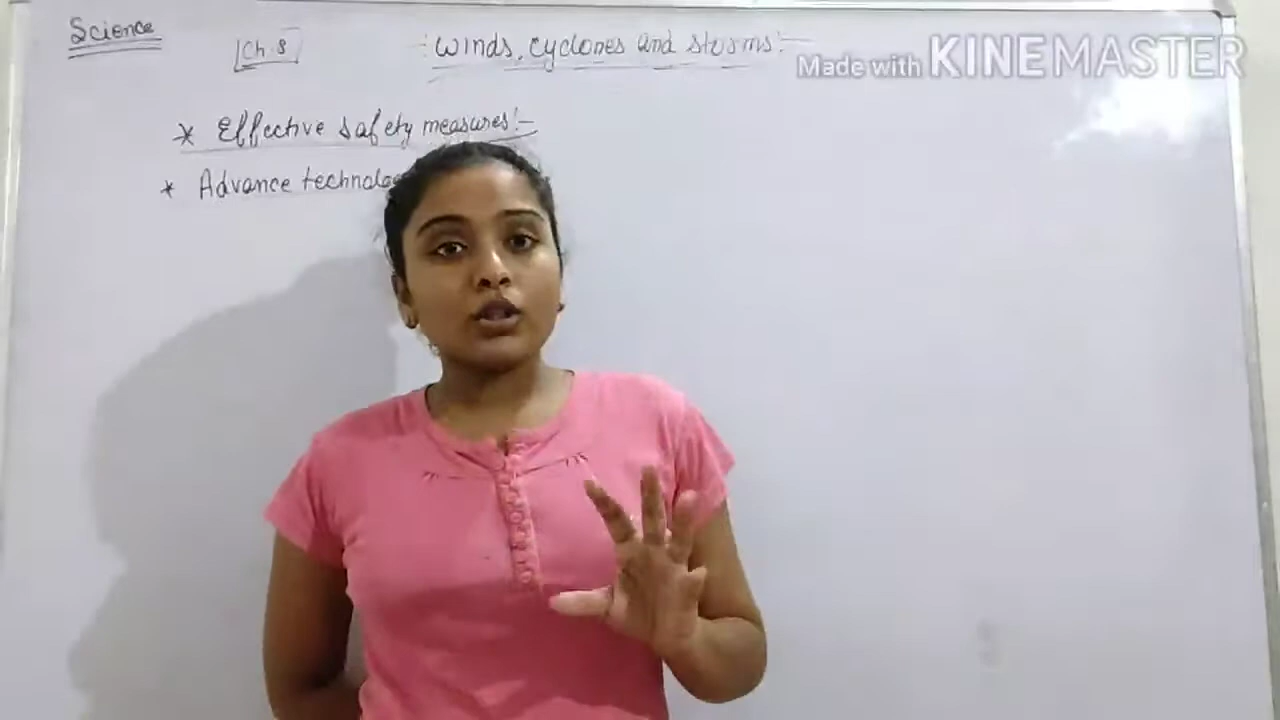 Science
Ch. 8
:- Winds, cyclones and storms:-
Made with KINEMASTER
* Effective safety measures:-
* Advance technolo